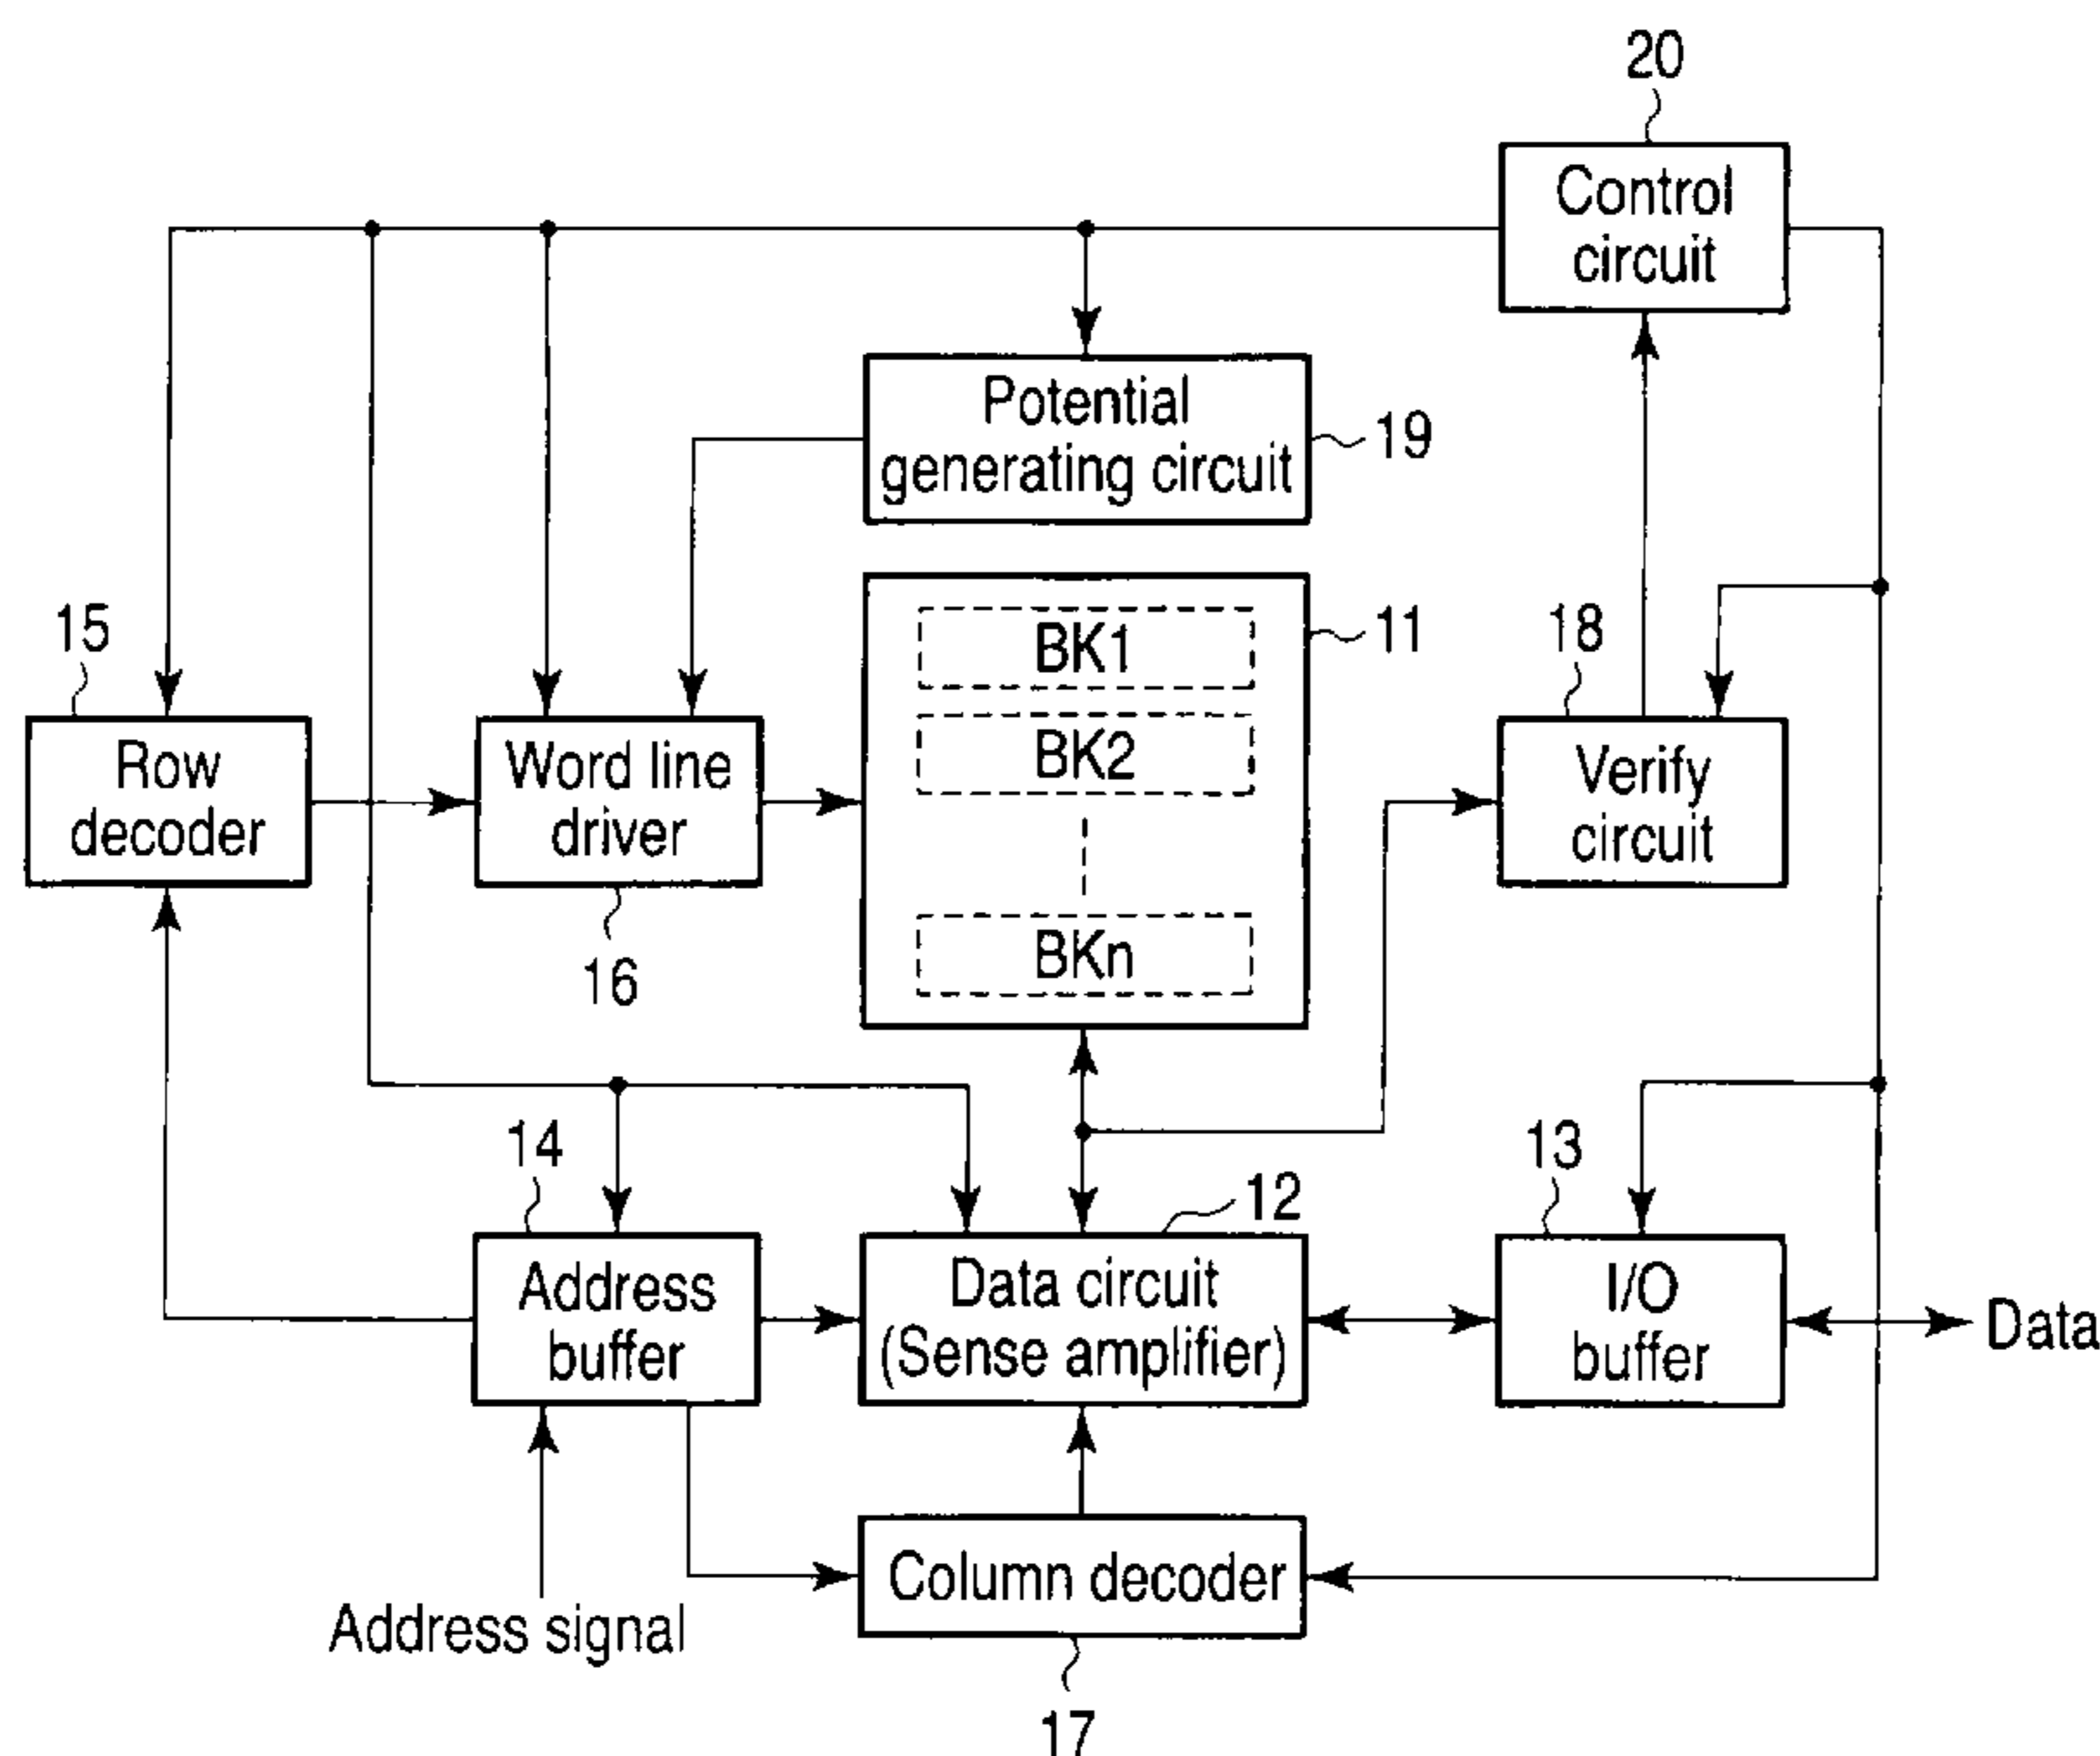 20
Control
circuit
Potential
generating circuit
19
15
Row
decoder
Word line
driver
16
BK1
BK2
BKn
11
18
Verify
circuit
14
Address
buffer
12
Data circuit
(Sense amplifier)
13
I/O
buffer
Data
Column decoder
Address signal
17